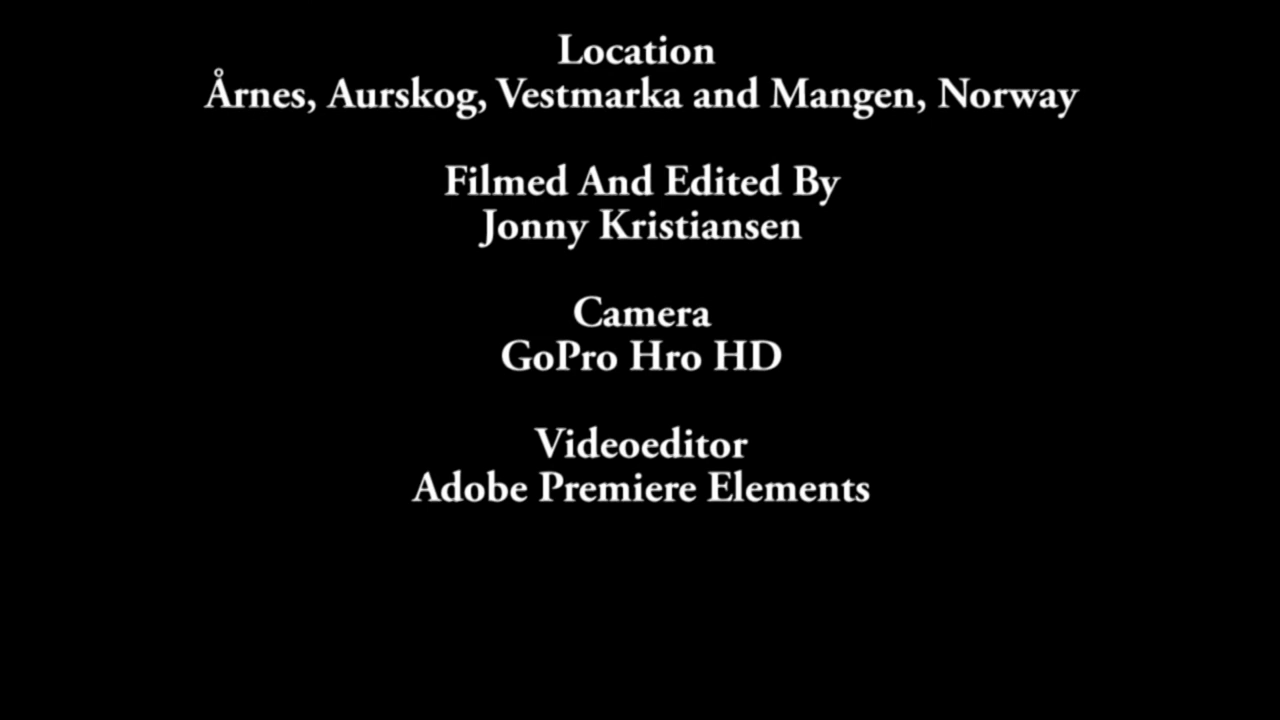 Location
Årnes, Aurskog, Vestmarka and Mangen, Norway
Filmed And Edited By
Jonny Kristiansen
Camera
GoPro Hro HD
Videoeditor
Adobe Premiere Elements